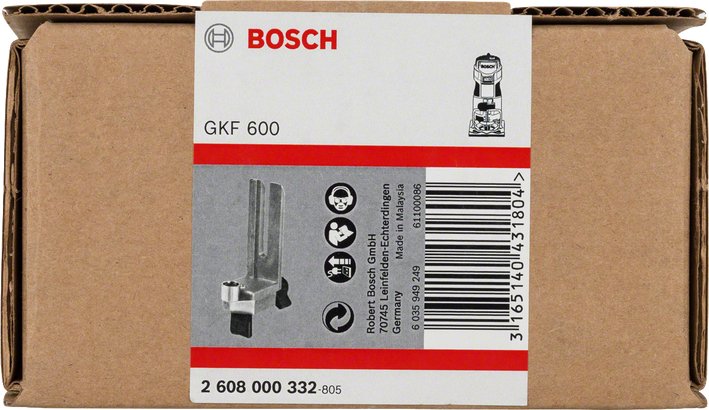 BOSCH
BOSCH
GKF 600
Robert Bosch GmbH
70745 Leinfelden-Echterdingen
Germany
Made in Malaysia
6 035 949 249
61100086
3 165140 431804 >
2 608 000 332-805